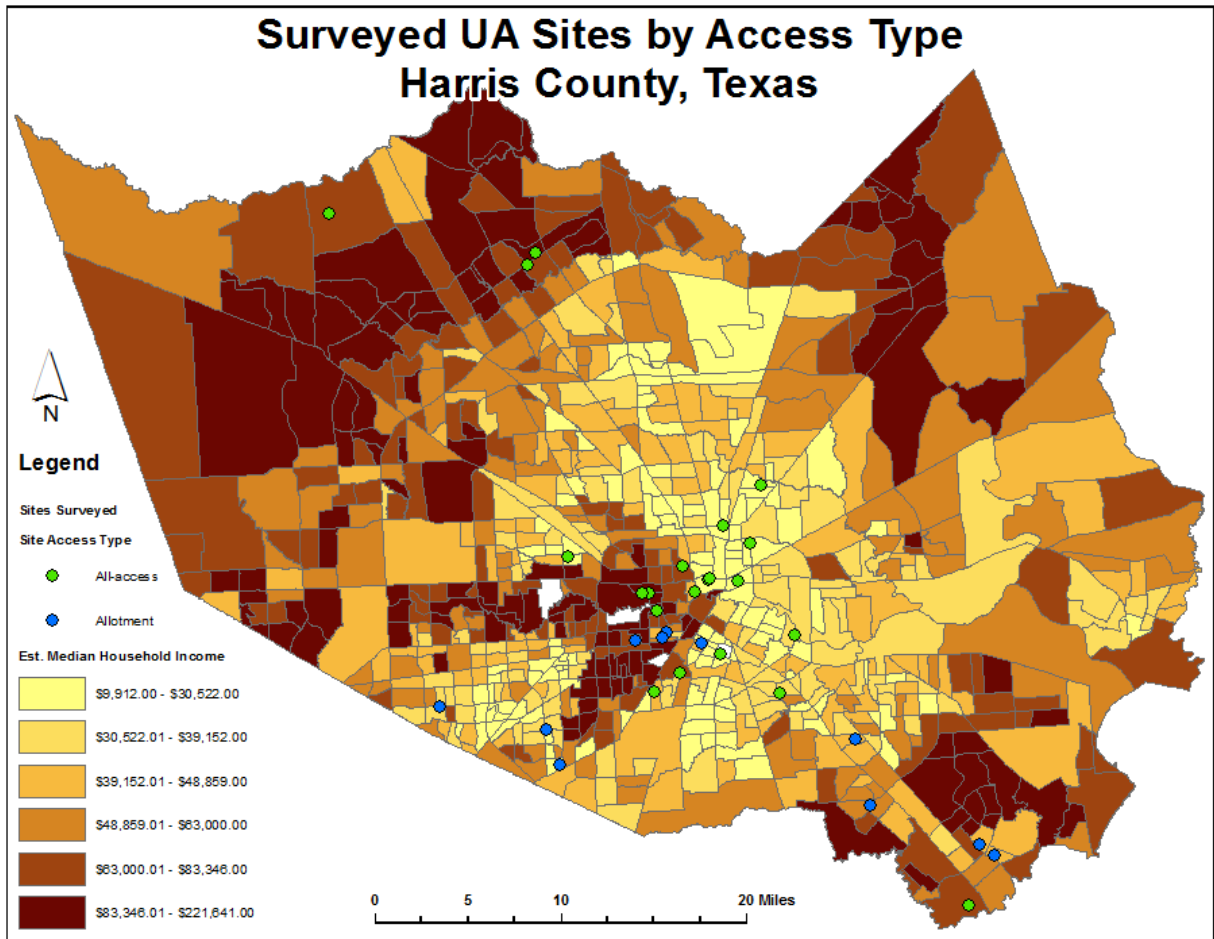 Surveyed UA Sites by Access Type
Harris County, Texas
N
Legend
Sites Surveyed
Site Access Type
All-access
Allotment
Est. Median Household Income
$9,912.00 - $30,522.00
$30,522.01 - $39,152.00
$39,152.01 - $48,859.00
$48,859.01 - $63,000.00
$63,000.01 - $83,346.00
$83,346.01 - $221,641.00
0 5 10 20 Miles